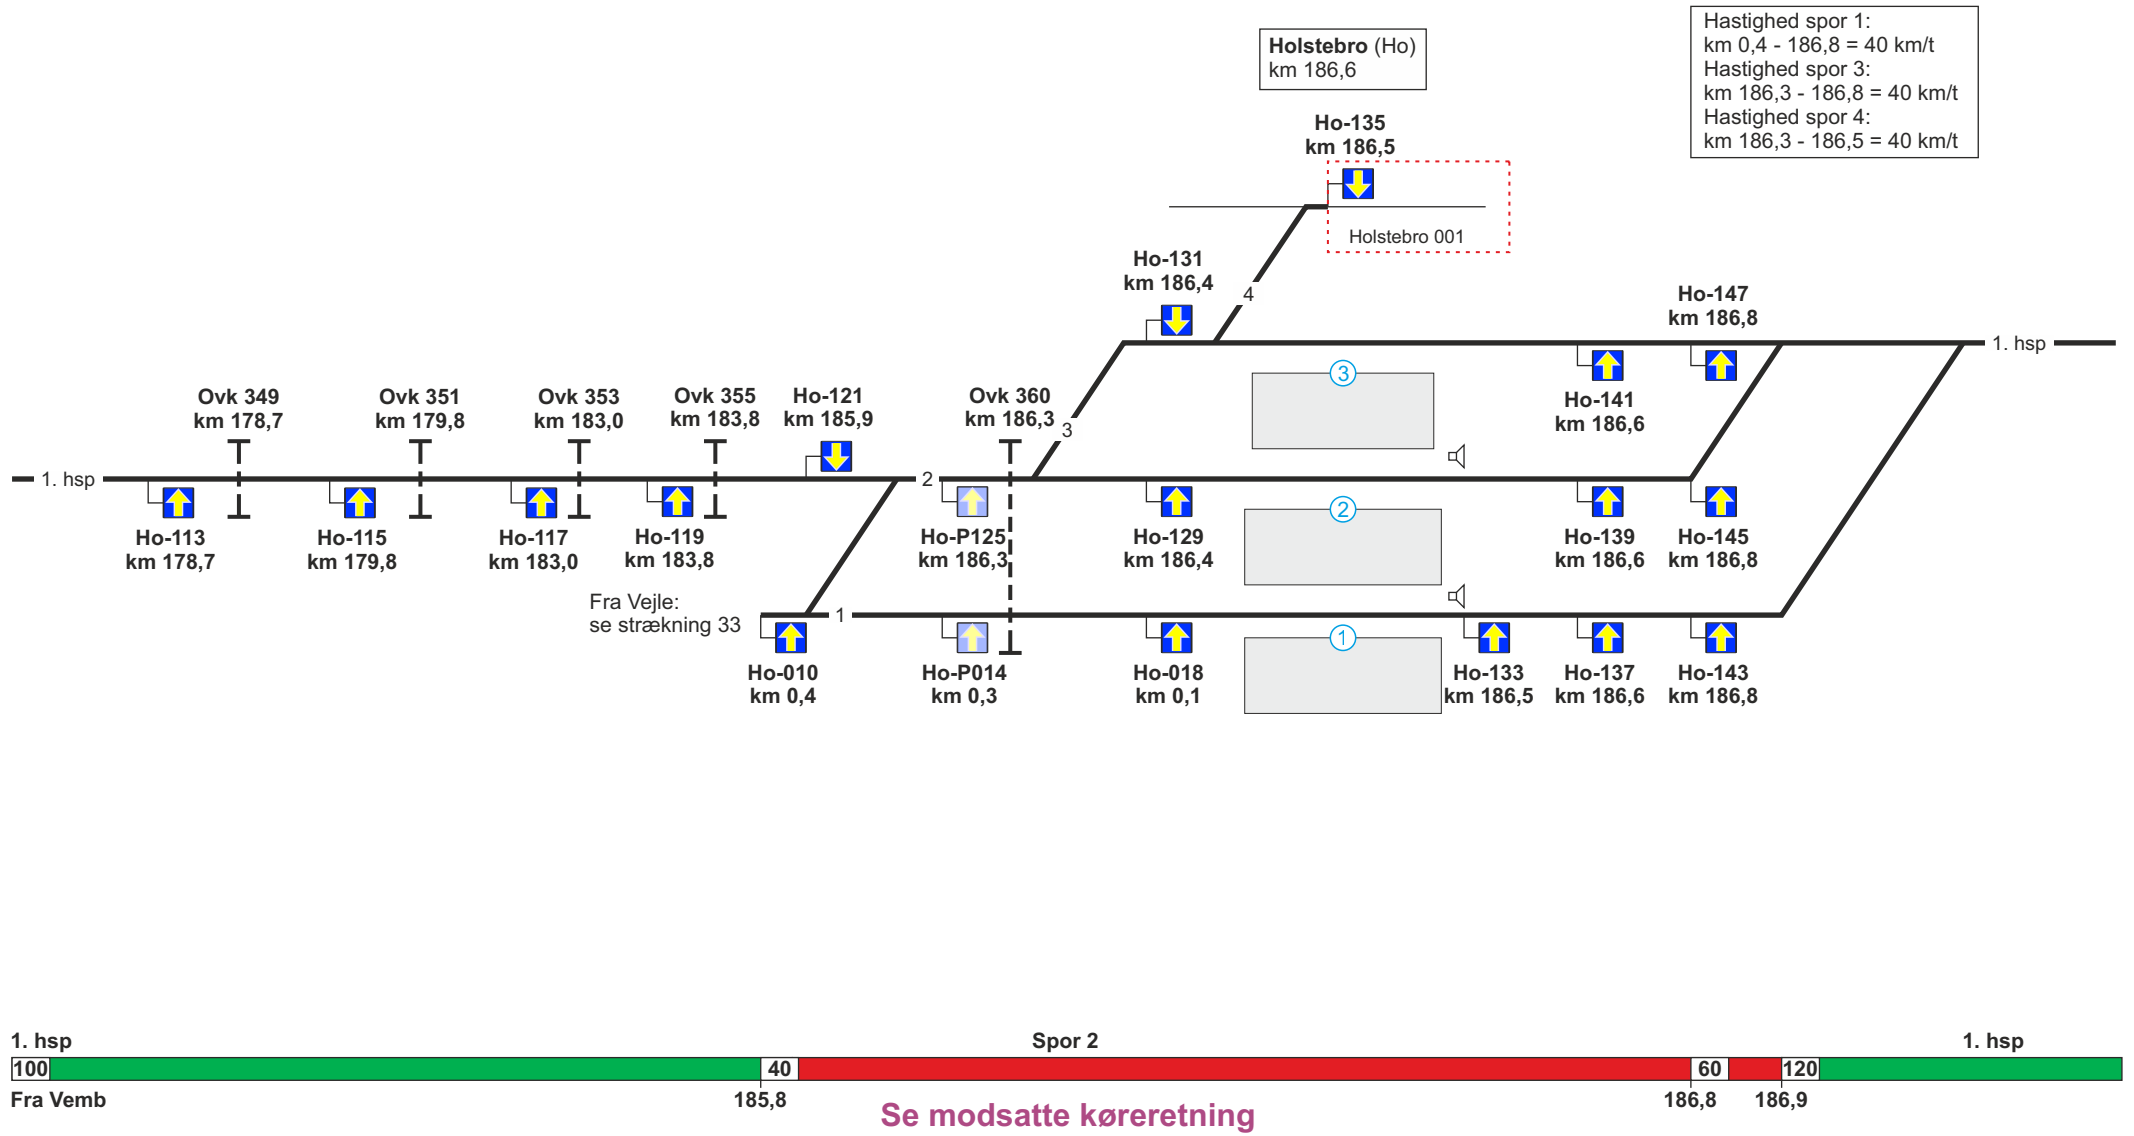 Hastighed spor 1:
km 0,4 - 186,8 = 40 km/t
Hastighed spor 3:
km 186,3 - 186,8 = 40 km/t
Hastighed spor 4:
km 186,3 - 186,5 = 40 km/t
Holstebro (Ho)
km 186,6
Ho-135
km 186,5
Holstebro 001
Ho-131
km 186,4
4
Ho-147
km 186,8
1. hsp
3
Ho-141
km 186,6
Ovk 349
km 178,7
Ovk 351
km 179,8
Ovk 353
km 183,0
Ovk 355
km 183,8
Ho-121
km 185,9
Ovk 360
km 186,3
3
1. hsp
2
2
Ho-113
km 178,7
Ho-115
km 179,8
Ho-117
km 183,0
Ho-119
km 183,8
Ho-P125
km 186,3
Ho-129
km 186,4
Ho-139
km 186,6
Ho-145
km 186,8
Fra Vejle:
se strækning 33
1
1
Ho-010
km 0,4
Ho-P014
km 0,3
Ho-018
km 0,1
Ho-133
km 186,5
Ho-137
km 186,6
Ho-143
km 186,8
1. hsp
Spor 2
1. hsp
100
40
60
120
Fra Vemb
185,8
186,8
186,9
Se modsatte køreretning